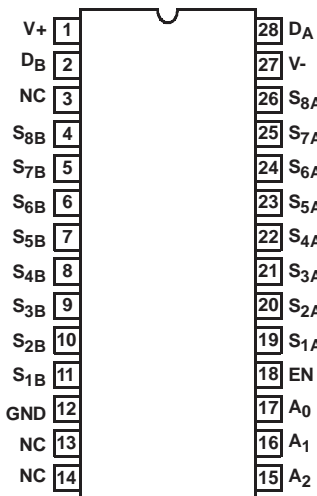 V+ 1 28 DA
DB 2 27 V-
NC 3 26 S8A
S8B 4 25 S7A
S7B 5 24 S6A
S6B 6 23 S5A
S5B 7 22 S4A
S4B 8 21 S3A
S3B 9 20 S2A
S2B 10 19 S1A
S1B 11 18 EN
GND 12 17 A0
NC 13 16 A1
NC 14 15 A2